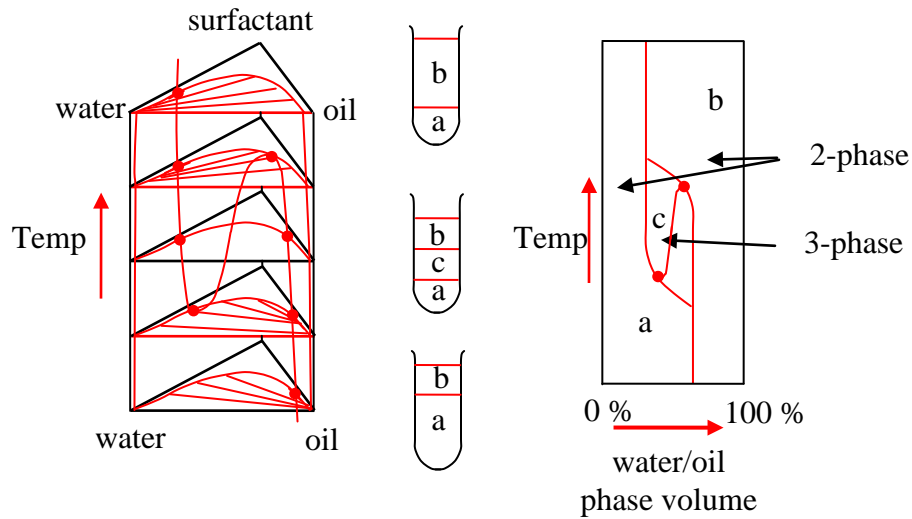 surfactant
water
oil
Temp
water
oil
b
a
b
c
a
b
a
b
2-phase
c
Temp
3-phase
a
0 %
100 %
water/oil
phase volume